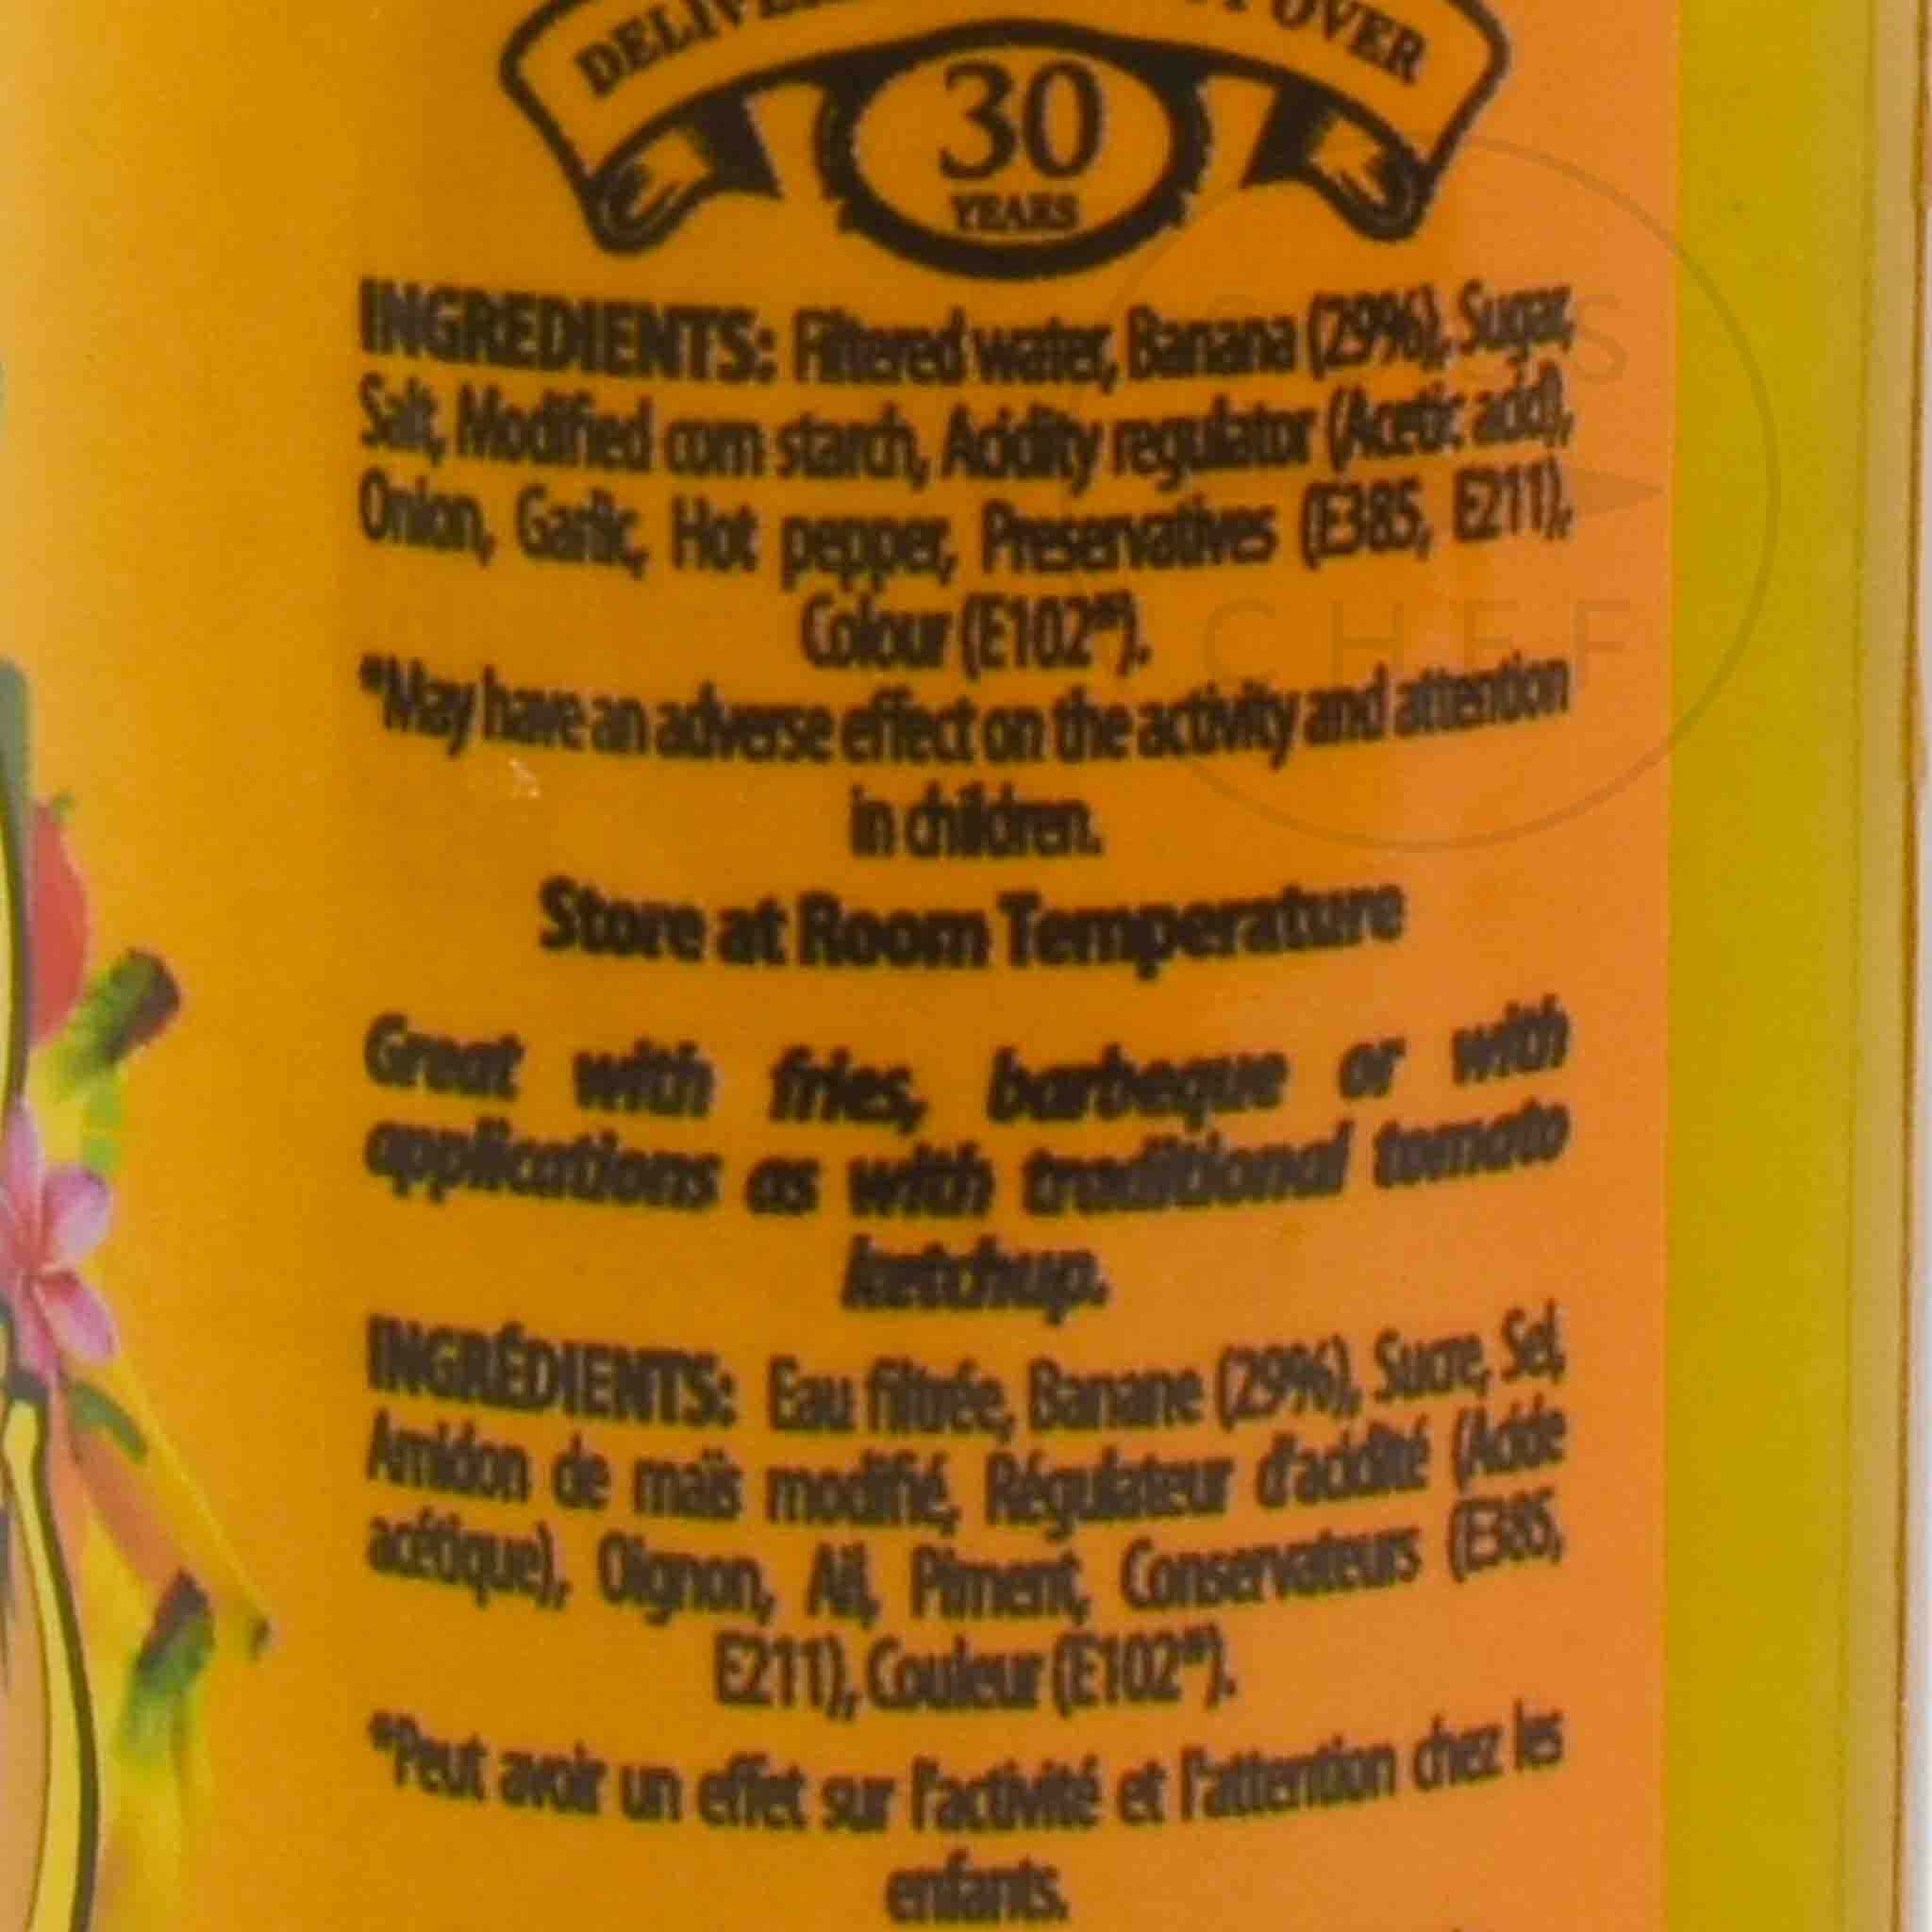 OVER
30
YEARS
INGREDIENTS: Filtered water, Banana (29%), Sugar,
Salt, Modified corn starch, Acidity regulator (Acetic acid),
Onion, Garlic, Hot pepper, Preservatives (E385, E211),
Colour (E102*).
*May have an adverse effect on the activity and attention
in children.
Store at Room Temperature
Great with fries, barbeque or with
applications as with traditional tomato
ketchup.
INGRÉDIENTS: Eau filtrée, Banane (29%), Sucre, Sel,
Amidon de maïs modifié, Régulateur d'acidité (Acide
acétique), Oignon, Ail, Piment, Conservateurs (E385,
E211), Couleur (E102*).
*Peut avoir un effet sur l'activité et l'attention chez les
enfants.
CHEF